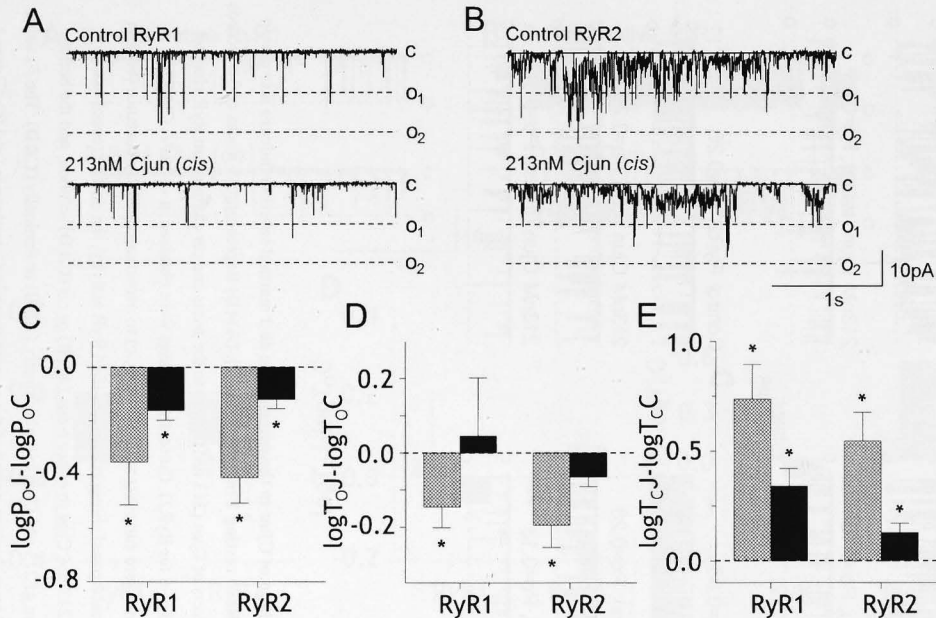 A
B
Control RyR1
Control RyR2
C
O₁
O₂
C
O₁
O₂
213nM Cjun (cis)
213nM Cjun (cis)
C
O₁
O₂
C
O₁
O₂
10pA
1s
C
D
E
logPₒJ-logPₒC
0.0
-0.4
-0.8
*
*
*
*
RyR1
RyR2
logTₒJ-logTₒC
0.2
0.0
-0.2
*
*
RyR1
RyR2
logT_CJ-logT_CC
1.0
0.5
0.0
*
*
*
*
RyR1
RyR2